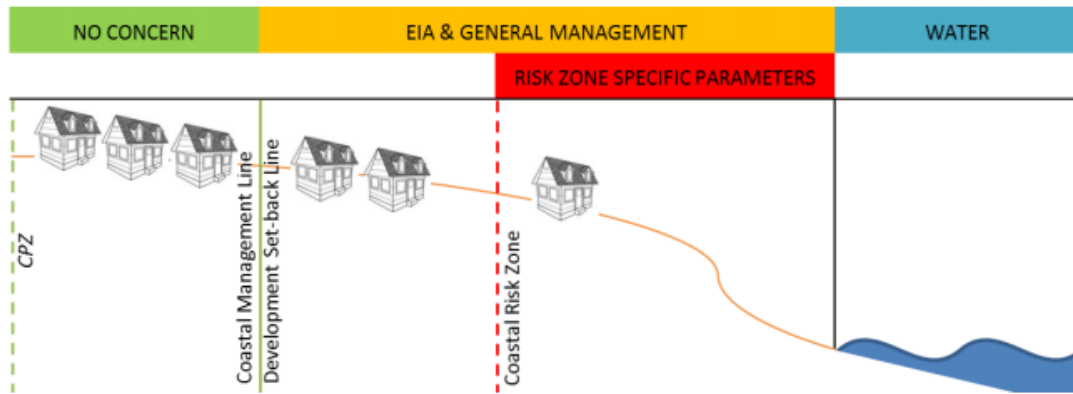 NO CONCERN
EIA & GENERAL MANAGEMENT
WATER
RISK ZONE SPECIFIC PARAMETERS
CPZ
Coastal Management Line
Development Set-back Line
Coastal Risk Zone